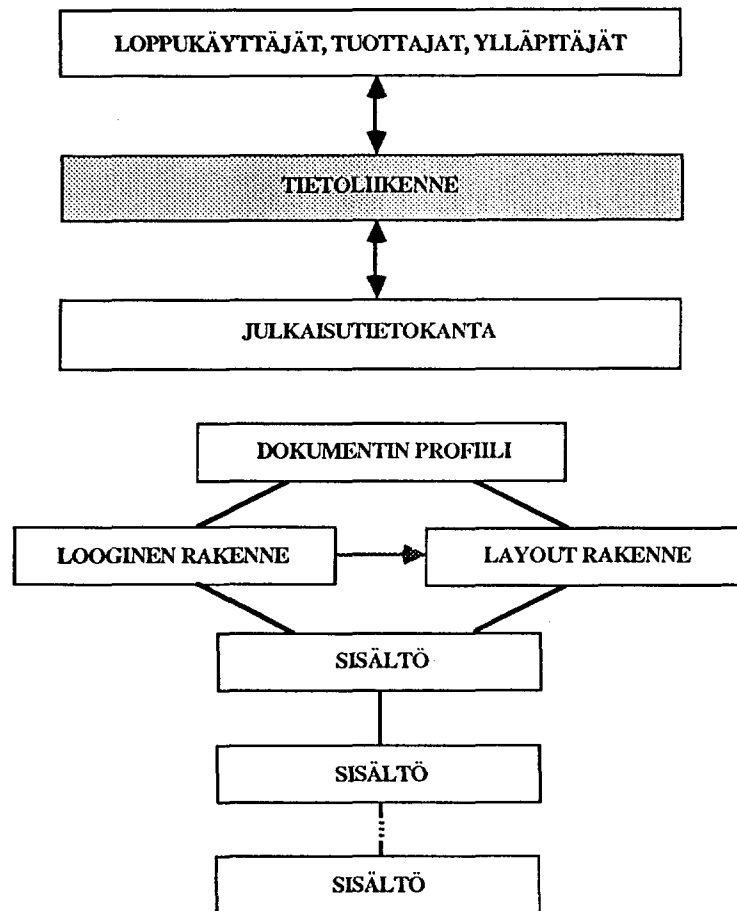 LOPPUKÄYTTÄJÄT, TUOTTAJAT, YLLÄPITÄJÄT
TIETOLIIKENNE
JULKAISUTIETOKANTA
DOKUMENTIN PROFIILI
LOOGINEN RAKENNE
LAYOUT RAKENNE
SISÄLTÖ
SISÄLTÖ
SISÄLTÖ